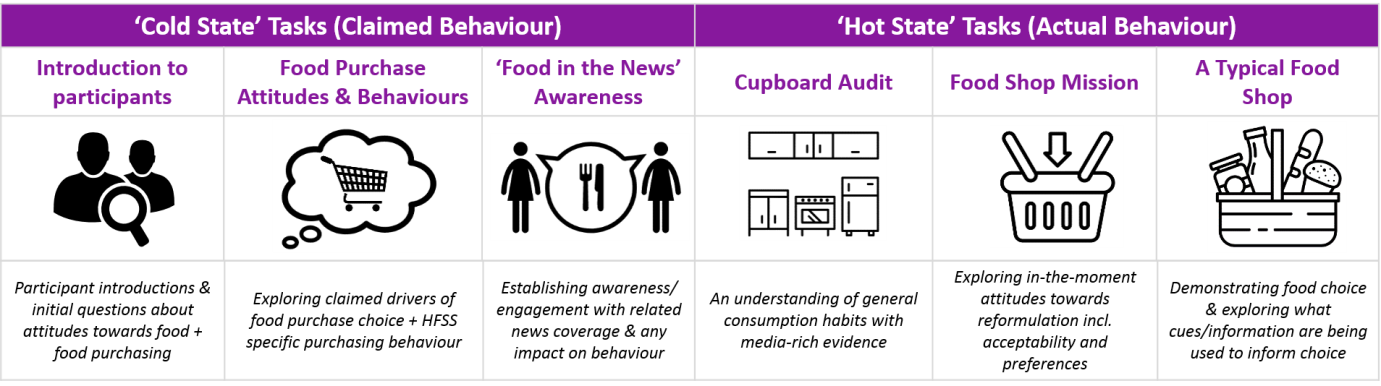 ‘Cold State’ Tasks (Claimed Behaviour)
‘Hot State’ Tasks (Actual Behaviour)
Introduction to
participants
Food Purchase
Attitudes & Behaviours
‘Food in the News’
Awareness
Cupboard Audit
Food Shop Mission
A Typical Food
Shop
Participant introductions &
initial questions about
attitudes towards food +
food purchasing
Exploring claimed drivers of
food purchase choice + HFSS
specific purchasing behaviour
Establishing awareness/
engagement with related
news coverage & any
impact on behaviour
An understanding of general
consumption habits with
media-rich evidence
Exploring in-the-moment
attitudes towards
reformulation incl.
acceptability and
preferences
Demonstrating food choice
& exploring what
cues/information are being
used to inform choice